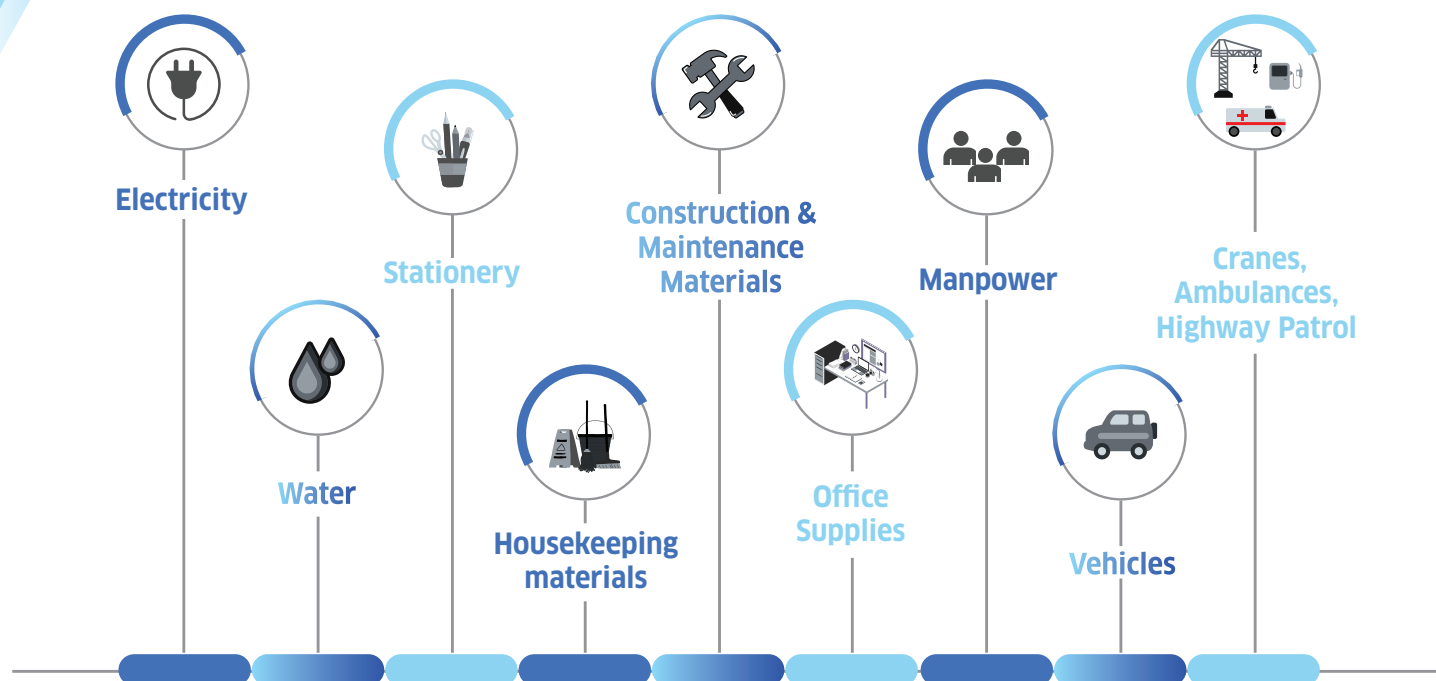 Electricity
Water
Stationery
Housekeeping
materials
Construction &
Maintenance
Materials
Office
Supplies
Manpower
Vehicles
Cranes,
Ambulances,
Highway Patrol